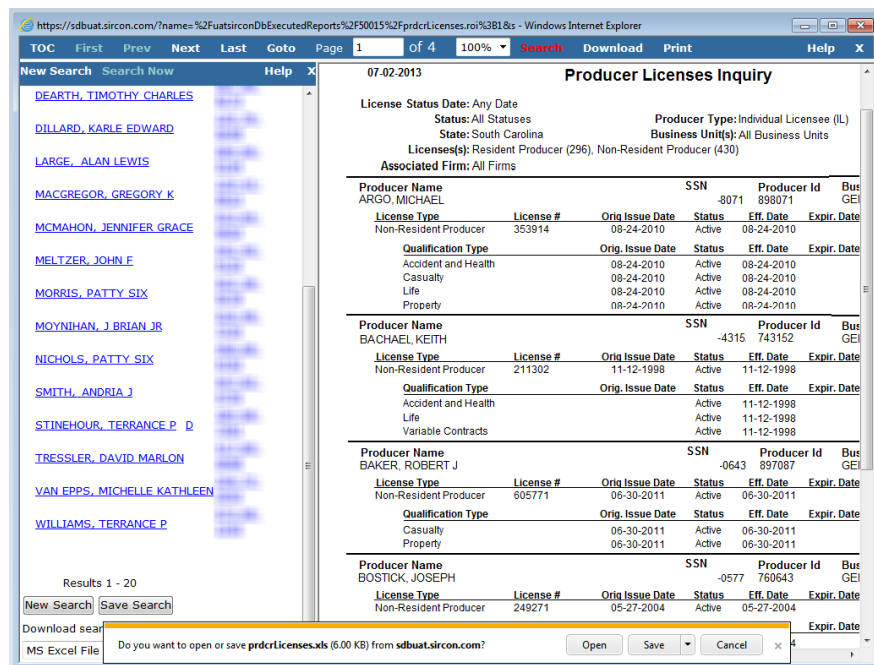 https://sdbuat.sircon.com/?name=%2FuatsirconDbExecutedReports%2F50015%2FprdcrLicenses.roi%3B1&s - Windows Internet Explorer
TOC First Prev Next Last Goto Page 1 of 4 100% Search Download Print Help X
New Search Search Now Help X
DEARTH, TIMOTHY CHARLES
DILLARD, KARLE EDWARD
LARGE, ALAN LEWIS
MACGREGOR, GREGORY K
MCMAHON, JENNIFER GRACE
MELTZER, JOHN F
MORRIS, PATTY SIX
MOYNIHAN, J BRIAN JR
NICHOLS, PATTY SIX
SMITH, ANDRIA J
STINEHOUR, TERRANCE P D
TRESSLER, DAVID MARLON
VAN EPPS, MICHELLE KATHLEEN
WILLIAMS, TERRANCE P
Results 1 - 20
New Search Save Search
Download sear
MS Excel File
07-02-2013 Producer Licenses Inquiry
License Status Date: Any Date
Status: All Statuses Producer Type: Individual Licensee (IL)
State: South Carolina Business Unit(s): All Business Units
Licenses(s): Resident Producer (296), Non-Resident Producer (430)
Associated Firm: All Firms
Producer Name SSN Producer Id Bus
ARGO, MICHAEL -8071 898071 GEI
License Type License # Orig Issue Date Status Eff. Date Expir. Date
Non-Resident Producer 353914 08-24-2010 Active 08-24-2010
Qualification Type Orig. Issue Date Status Eff. Date Expir. Date
Accident and Health 08-24-2010 Active 08-24-2010
Casualty 08-24-2010 Active 08-24-2010
Life 08-24-2010 Active 08-24-2010
Property 08-24-2010 Active 08-24-2010
Producer Name SSN Producer Id Bus
BACHAEL, KEITH -4315 743152 GEI
License Type License # Orig Issue Date Status Eff. Date Expir. Date
Non-Resident Producer 211302 11-12-1998 Active 11-12-1998
Qualification Type Orig. Issue Date Status Eff. Date Expir. Date
Accident and Health Active 11-12-1998
Life Active 11-12-1998
Variable Contracts Active 11-12-1998
Producer Name SSN Producer Id Bus
BAKER, ROBERT J -0643 897087 GEI
License Type License # Orig Issue Date Status Eff. Date Expir. Date
Non-Resident Producer 605771 06-30-2011 Active 06-30-2011
Qualification Type Orig. Issue Date Status Eff. Date Expir. Date
Casualty 06-30-2011 Active 06-30-2011
Property 06-30-2011 Active 06-30-2011
Producer Name SSN Producer Id Bus
BOSTICK, JOSEPH -0577 760643 GEI
License Type License # Orig Issue Date Status Eff. Date Expir. Date
Non-Resident Producer 249271 05-27-2004 Active 05-27-2004
Expir. Date
4
Do you want to open or save prdcrLicenses.xls (6.00 KB) from sdbuat.sircon.com? Open Save Cancel ×